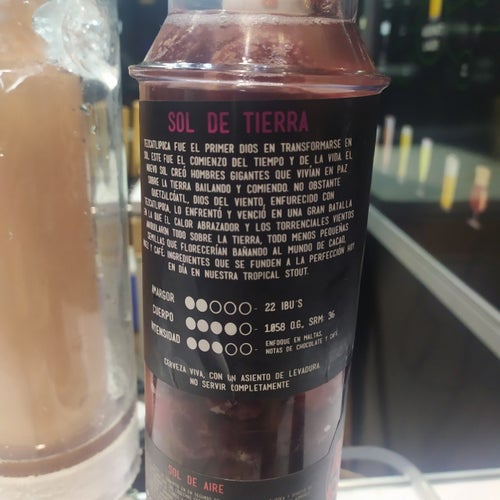 SOL DE TIERRA
TEZCATLIPOCA FUE EL PRIMER DIOS EN TRANSFORMARSE EN
SOL ESTE FUE EL COMIENZO DEL TIEMPO Y DE LA VIDA EL
NUEVO SOL CREÓ HOMBRES GIGANTES QUE VIVÍAN EN PAZ
SOBRE LA TIERRA BAILANDO Y COMIENDO. NO OBSTANTE
QUETZALCÓATL, DIOS DEL VIENTO, ENFURECIDO CON
TEZCATLIPOCA, LO ENFRENTÓ Y VENCIÓ EN UNA GRAN BATALLA
EN LA QUE EL CALOR ABRAZADOR Y LOS TORRENCIALES VIENTOS
TODO SOBRE LA TIERRA, TODO MENOS PEQUEÑAS
SEMILLAS QUE FLORECERÍAN BAÑANDO AL MUNDO DE CACAO,
Y CAFÉ. INGREDIENTES QUE SE FUNDEN A LA PERFECCIÓN HOY
EN DÍA EN NUESTRA TROPICAL STOUT.
AMARGOR - 22 IBU'S
CUERPO - 1.058 O.G., SRM: 36
INTENSIDAD - ENFOQUE EN MALTAS,
NOTAS DE CHOCOLATE Y CAFÉ
CERVEZA VIVA, CON UN ASIENTO DE LEVADURA
NO SERVIR COMPLETAMENTE
SOL DE AIRE